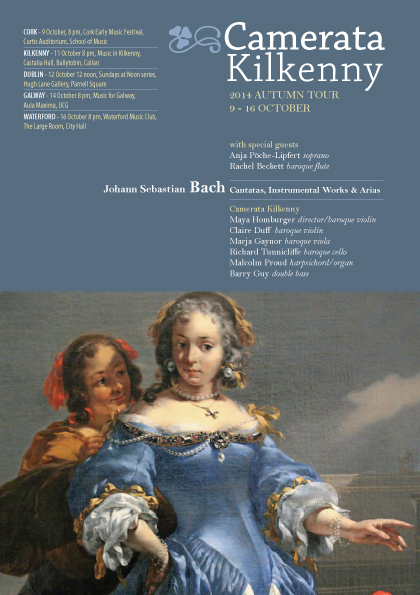 CORK - 9 October, 8 pm, Cork Early Music Festival,
Curtis Auditorium, School of Music
KILKENNY - 11 October 8 pm, Music in Kilkenny,
Castalia Hall, Ballytobin, Callan
DUBLIN - 12 October 12 noon, Sundays at Noon series,
Hugh Lane Gallery, Parnell Square
GALWAY - 14 October 8 pm, Music for Galway,
Aula Maxima, UCG
WATERFORD - 16 October 8 pm, Waterford Music Club,
The Large Room, City Hall
Camerata
Kilkenny
2014 AUTUMN TOUR
9 - 16 OCTOBER
with special guests
Anja Pöche-Lipfert soprano
Rachel Beckett baroque flute
Johann Sebastian Bach Cantatas, Instrumental Works & Arias
Camerata Kilkenny
Maya Homburger director/baroque violin
Claire Duff baroque violin
Marja Gaynor baroque viola
Richard Tunnicliffe baroque cello
Malcolm Proud harpsichord/organ
Barry Guy double bass